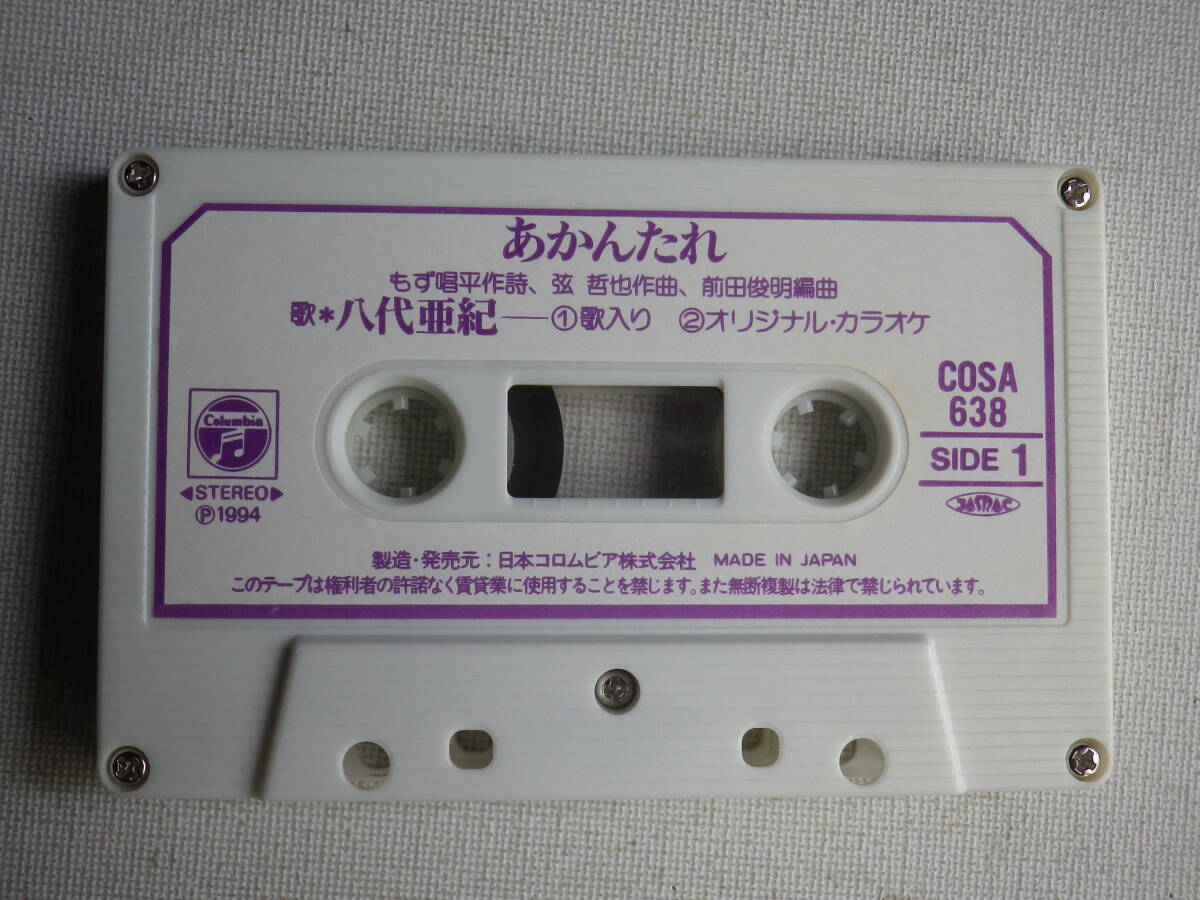 あかんたれ
もず唱平作詩、弦 哲也作曲、前田俊明編曲
歌*八代亜紀――①歌入り ②オリジナル・カラオケ
COSA
638
SIDE 1
JASRAC
Columbia
◀STEREO▶
Ⓟ1994
製造・発売元：日本コロムビア株式会社 MADE IN JAPAN
このテープは権利者の許諾なく賃貸業に使用することを禁じます。また無断複製は法律で禁じられています。